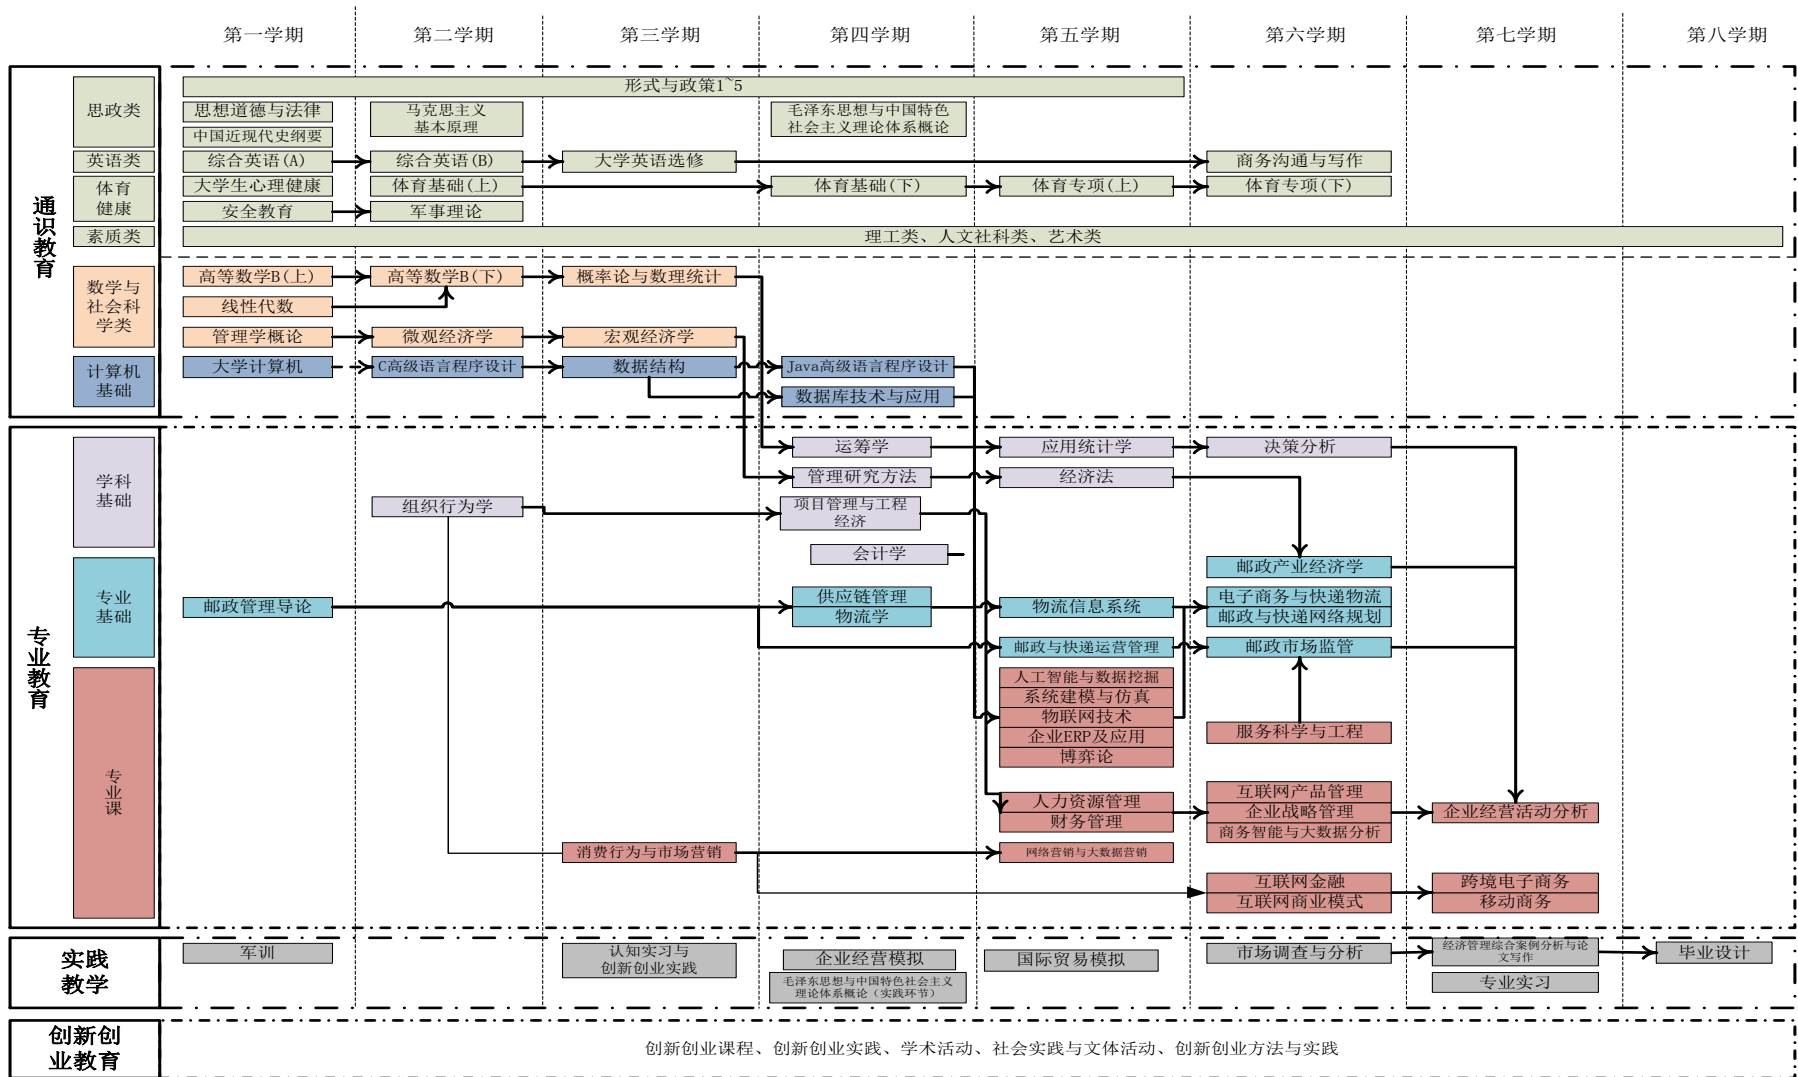 第一学期 第二学期 第三学期 第四学期 第五学期 第六学期 第七学期 第八学期
通识教育
思政类
形式与政策1~5
思想道德与法律
马克思主义
基本原理
毛泽东思想与中国特色
社会主义理论体系概论
中国近现代史纲要
英语类
综合英语(A)
综合英语(B)
大学英语选修
商务沟通与写作
体育
健康
大学生心理健康
体育基础(上)
体育基础(下)
体育专项(上)
体育专项(下)
安全教育
军事理论
素质类
理工类、人文社科类、艺术类
数学与
社会科
学类
高等数学B(上)
高等数学B(下)
概率论与数理统计
线性代数
管理学概论
微观经济学
宏观经济学
计算机
基础
大学计算机
C高级语言程序设计
数据结构
Java高级语言程序设计
数据库技术与应用
专业教育
学科
基础
运筹学
应用统计学
决策分析
管理研究方法
经济法
组织行为学
项目管理与工程
经济
会计学
专业
基础
邮政产业经济学
邮政管理导论
供应链管理
物流学
物流信息系统
电子商务与快递物流
邮政与快递网络规划
邮政与快递运营管理
邮政市场监管
专业课
人工智能与数据挖掘
系统建模与仿真
物联网技术
企业ERP及应用
博弈论
服务科学与工程
人力资源管理
财务管理
互联网产品管理
企业战略管理
商务智能与大数据分析
企业经营活动分析
消费行为与市场营销
网络营销与大数据营销
互联网金融
互联网商业模式
跨境电子商务
移动商务
实践
教学
军训
认知实习与
创新创业实践
企业经营模拟
毛泽东思想与中国特色社会主义
理论体系概论（实践环节）
国际贸易模拟
市场调查与分析
经济管理综合案例分析与论
文写作
专业实习
毕业设计
创新创
业教育
创新创业课程、创新创业实践、学术活动、社会实践与文体活动、创新创业方法与实践